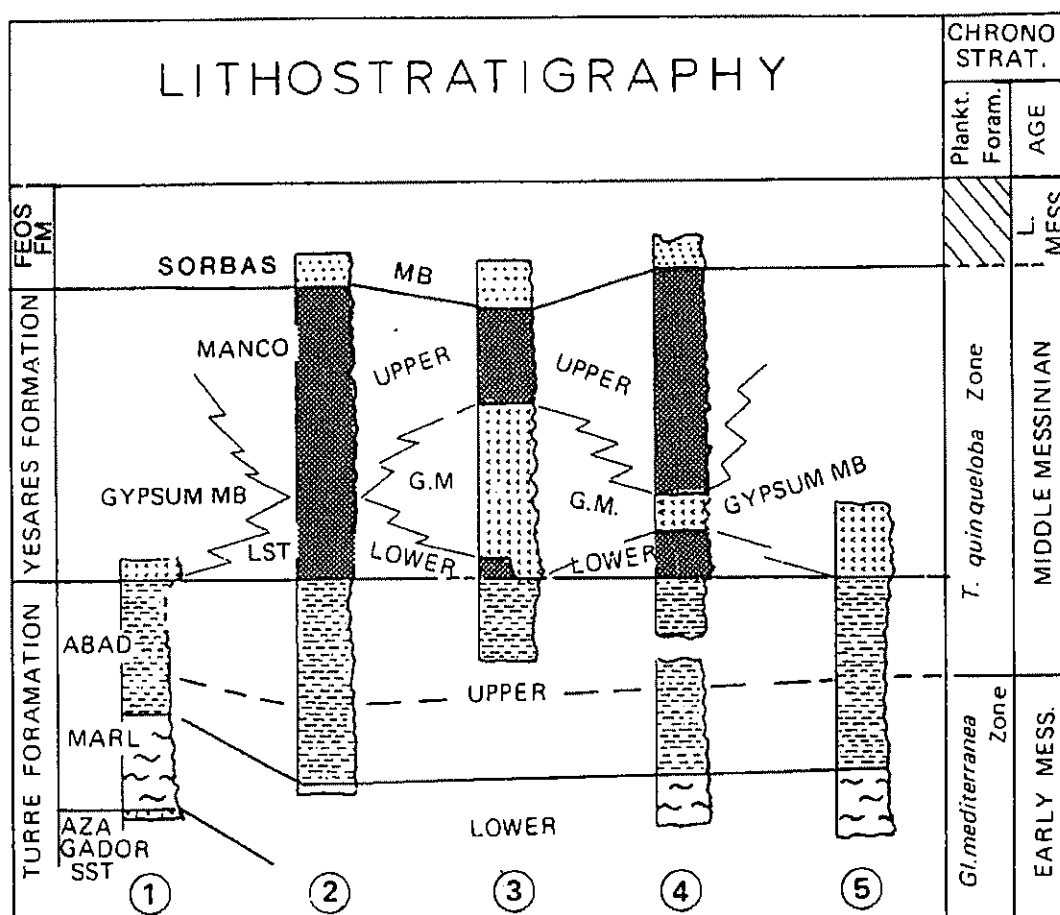 LITHOSTRATIGRAPHY
CHRONO
STRAT.
Plankt.
Foram.
AGE
FEOS
FM
L.
MESS
SORBAS
MB
YESARES FORMATION
MANCO
UPPER
UPPER
T. quinqueloba Zone
MIDDLE MESSINIAN
GYPSUM MB
G.M
G.M.
GYPSUM MB
LST
LOWER
LOWER
TURRE FORAMATION
ABAD
UPPER
MARL
LOWER
AZA
GADOR
SST
Gl.mediterranea
Zone
EARLY MESS.
1
2
3
4
5